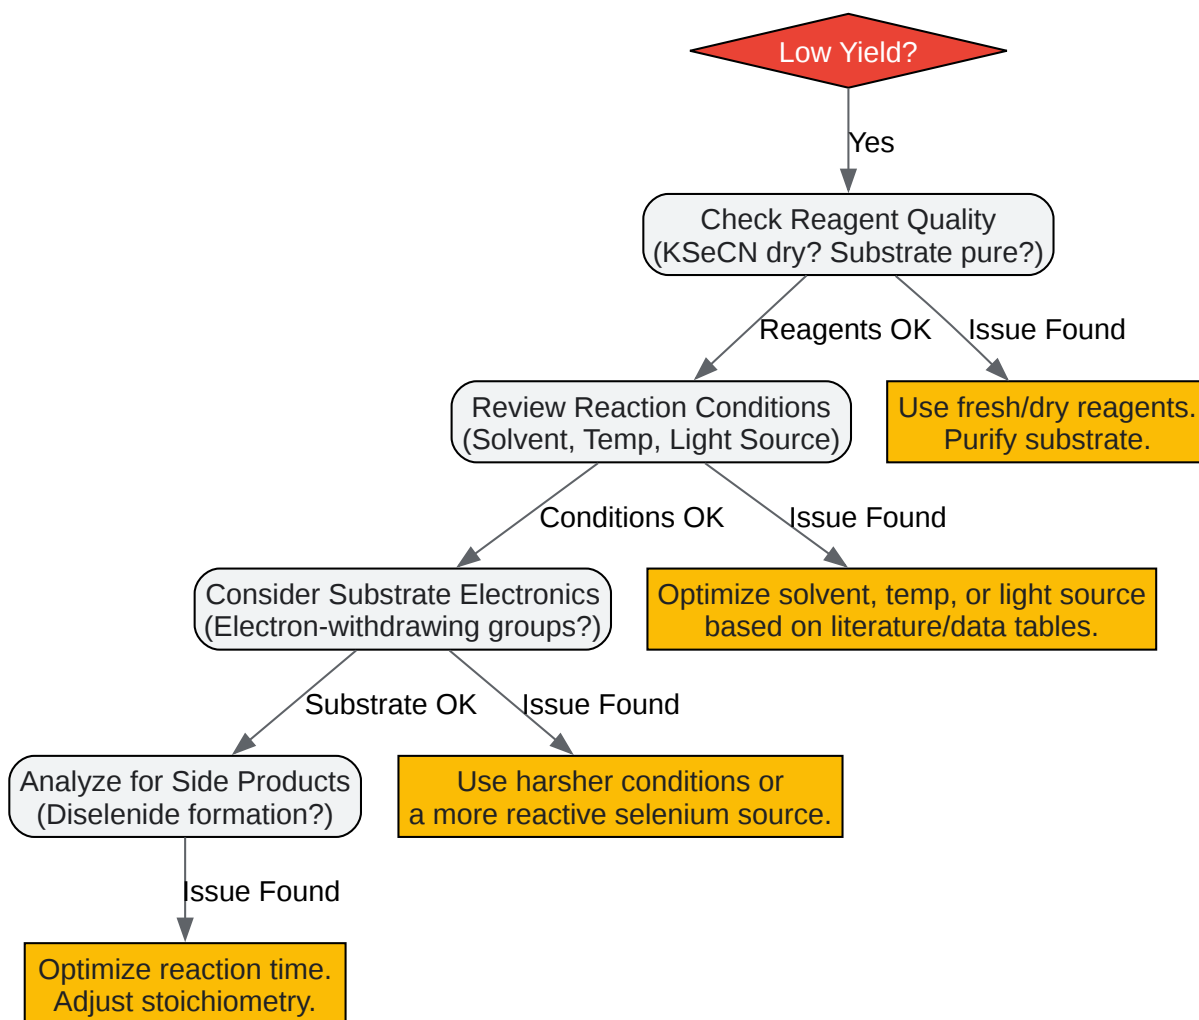 Low Yield?
Yes
Check Reagent Quality
(KSeCN dry? Substrate pure?)
Reagents OK
Issue Found
Review Reaction Conditions
(Solvent, Temp, Light Source)
Use fresh/dry reagents.
Purify substrate.
Conditions OK
Issue Found
Consider Substrate Electronics
(Electron-withdrawing groups?)
Optimize solvent, temp, or light source
based on literature/data tables.
Substrate OK
Issue Found
Analyze for Side Products
(Diselenide formation?)
Use harsher conditions or
a more reactive selenium source.
Issue Found
Optimize reaction time.
Adjust stoichiometry.